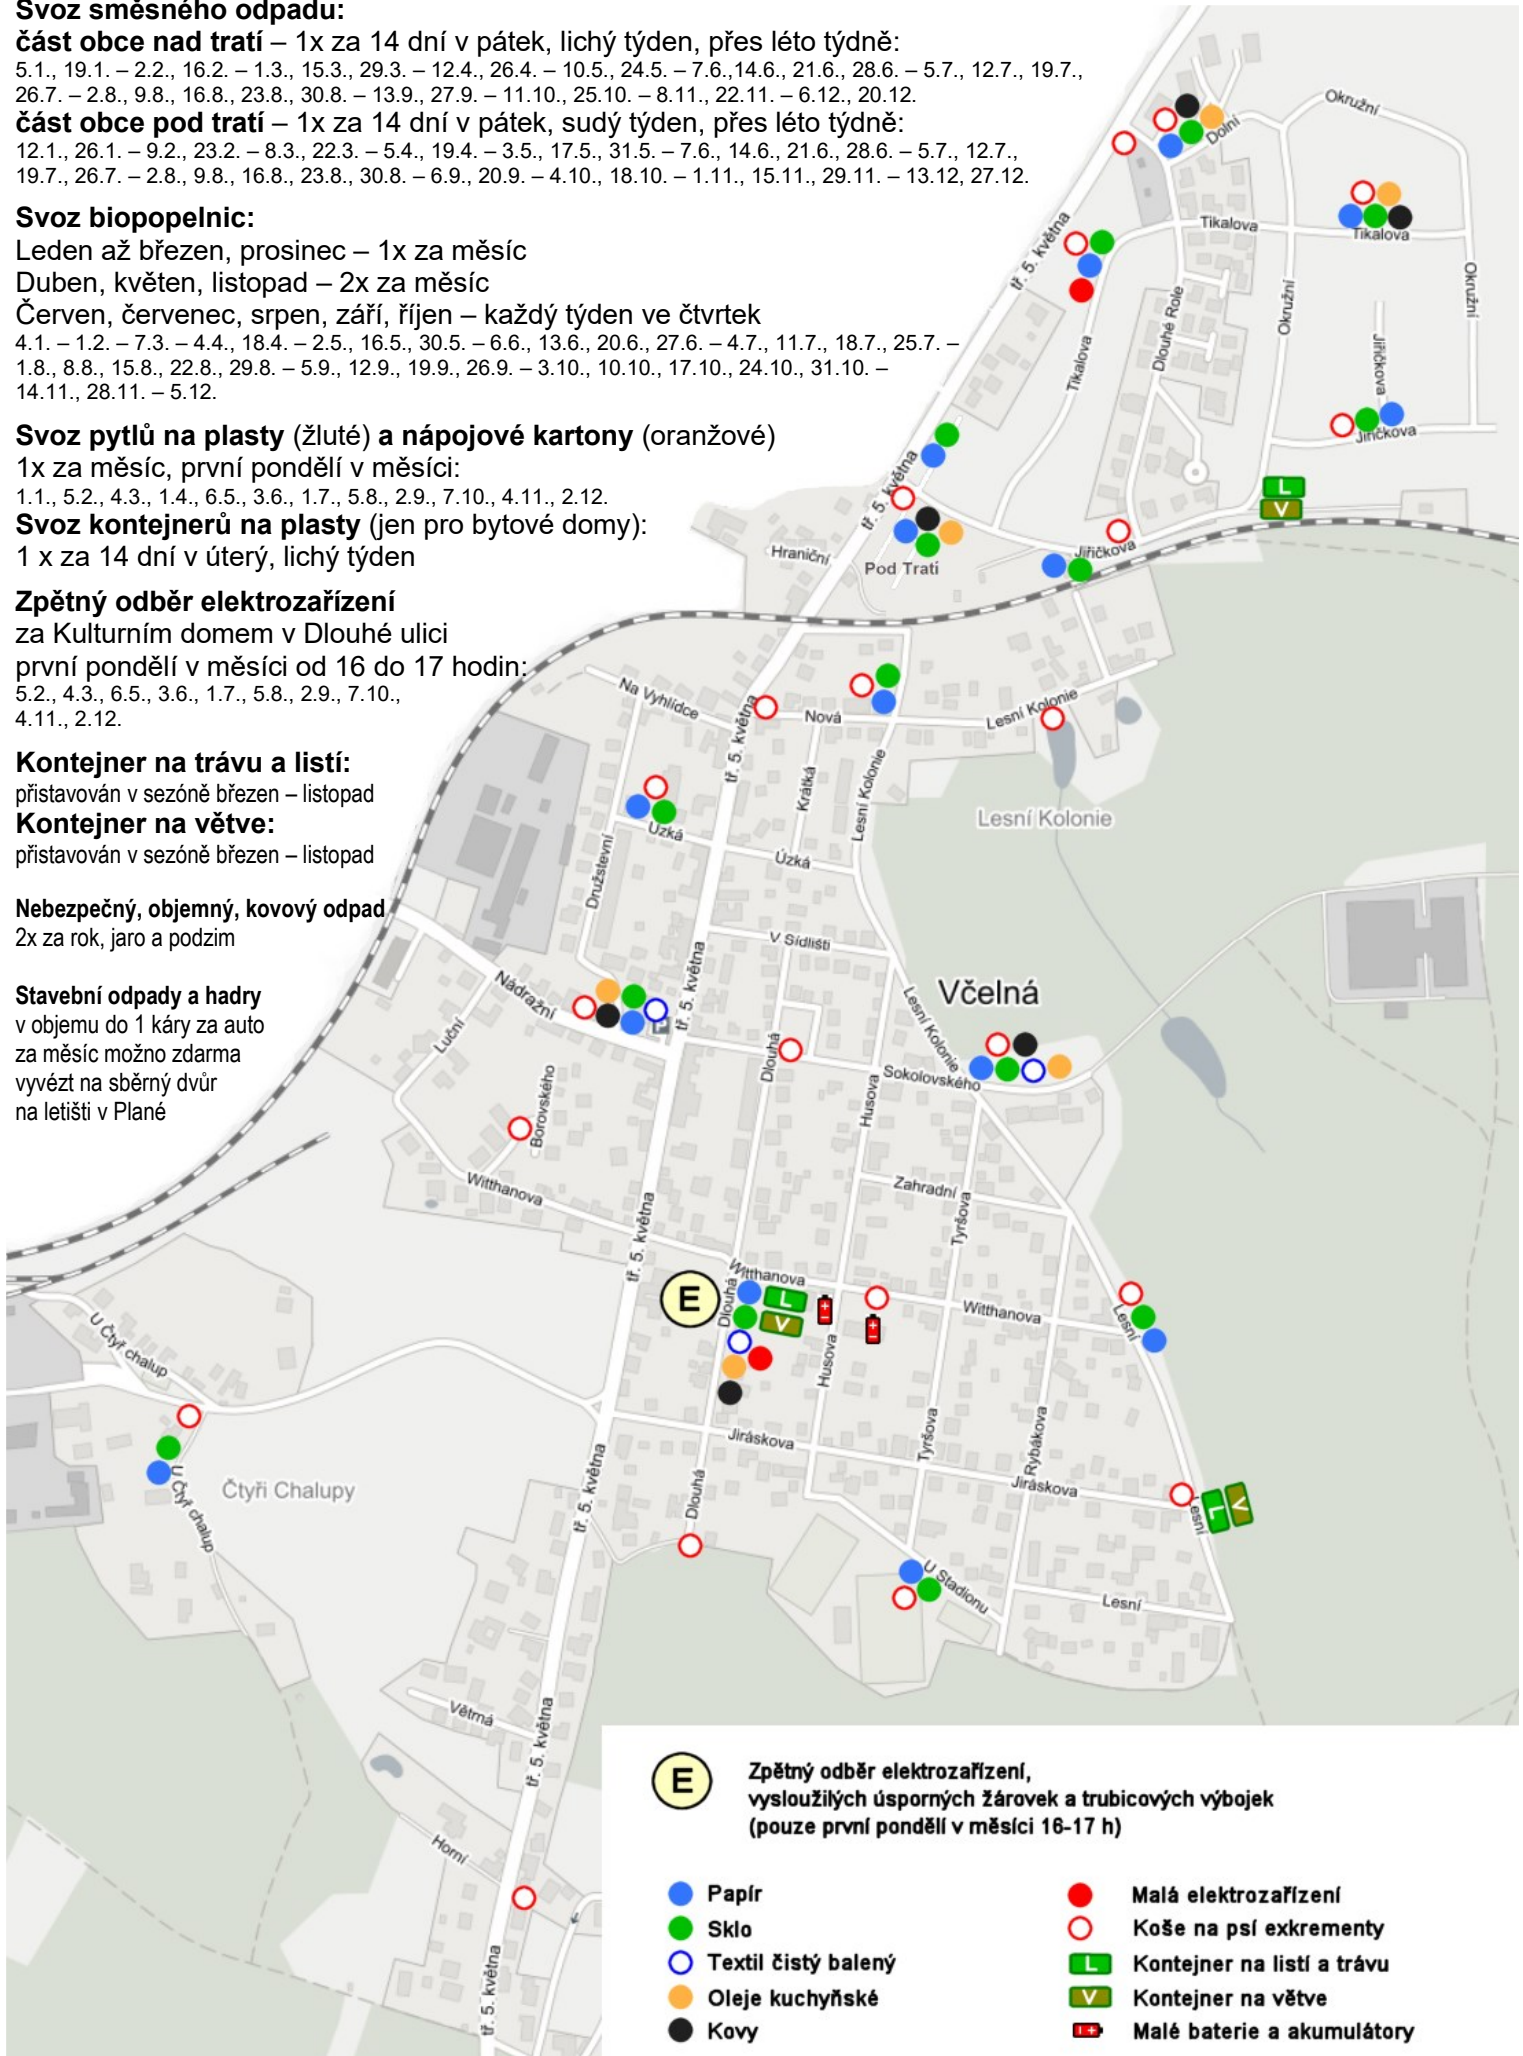 Svoz směsného odpadu:
část obce nad tratí – 1x za 14 dní v pátek, lichý týden, přes léto týdně:
5.1., 19.1. – 2.2., 16.2. – 1.3., 15.3., 29.3. – 12.4., 26.4. – 10.5., 24.5. – 7.6.,14.6., 21.6., 28.6. – 5.7., 12.7., 19.7.,
26.7. – 2.8., 9.8., 16.8., 23.8., 30.8. – 13.9., 27.9. – 11.10., 25.10. – 8.11., 22.11. – 6.12., 20.12.
část obce pod tratí – 1x za 14 dní v pátek, sudý týden, přes léto týdně:
12.1., 26.1. – 9.2., 23.2. – 8.3., 22.3. – 5.4., 19.4. – 3.5., 17.5., 31.5. – 7.6., 14.6., 21.6., 28.6. – 5.7., 12.7.,
19.7., 26.7. – 2.8., 9.8., 16.8., 23.8., 30.8. – 6.9., 20.9. – 4.10., 18.10. – 1.11., 15.11., 29.11. – 13.12, 27.12.
Svoz biopopelnic:
Leden až březen, prosinec – 1x za měsíc
Duben, květen, listopad – 2x za měsíc
Červen, červenec, srpen, září, říjen – každý týden ve čtvrtek
4.1. – 1.2. – 7.3. – 4.4., 18.4. – 2.5., 16.5., 30.5. – 6.6., 13.6., 20.6., 27.6. – 4.7., 11.7., 18.7., 25.7. –
1.8., 8.8., 15.8., 22.8., 29.8. – 5.9., 12.9., 19.9., 26.9. – 3.10., 10.10., 17.10., 24.10., 31.10. –
14.11., 28.11. – 5.12.
Svoz pytlů na plasty (žluté) a nápojové kartony (oranžové)
1x za měsíc, první pondělí v měsíci:
1.1., 5.2., 4.3., 1.4., 6.5., 3.6., 1.7., 5.8., 2.9., 7.10., 4.11., 2.12.
Svoz kontejnerů na plasty (jen pro bytové domy):
1 x za 14 dní v úterý, lichý týden
Zpětný odběr elektrozařízení
za Kulturním domem v Dlouhé ulici
první pondělí v měsíci od 16 do 17 hodin:
5.2., 4.3., 6.5., 3.6., 1.7., 5.8., 2.9., 7.10.,
4.11., 2.12.
Kontejner na trávu a listí:
přistavován v sezóně březen – listopad
Kontejner na větve:
přistavován v sezóně březen – listopad
Nebezpečný, objemný, kovový odpad
2x za rok, jaro a podzim
Stavební odpady a hadry
v objemu do 1 káry za auto
za měsíc možno zdarma
vyvézt na sběrný dvůr
na letišti v Plané
Okružní
Dolní
Tikalova
Tikalova
tř. 5. května
Okružní
Okružní
Dlouhé Role
Tikalova
Jiřičkova
Jiřičkova
tř. 5. května
L
V
Jiřičkova
Hraniční
Pod Tratí
Na Vyhlídce
Nová
Lesní Kolonie
tř. 5. května
Krátká
Lesní Kolonie
Lesní Kolonie
Úzká
Úzká
Družstevní
V Sídlišti
tř. 5. května
Nádražní
Včelná
Luční
Dlouhá
Lesní Kolonie
Sokolovského
Husova
Borovského
Witthanova
Zahradní
Tyršova
tř. 5. května
Witthanova
E
Dlouhá
L
V
Witthanova
Lesní
Husova
U Čtyř chalup
Jiráskova
Tyršova
Rybákova
Jiráskova
Čtyři Chalupy
U Čtyř chalup
tř. 5. května
Dlouhá
Lesní
L
V
U Stadionu
Lesní
Větrná
tř. 5. května
Horní
tř. 5. května
E
Zpětný odběr elektrozařízení,
vysloužilých úsporných žárovek a trubicových výbojek
(pouze první pondělí v měsíci 16-17 h)
Papír
Sklo
Textil čistý balený
Oleje kuchyňské
Kovy
Malá elektrozařízení
Koše na psí exkrementy
L Kontejner na listí a trávu
V Kontejner na větve
Malé baterie a akumulátory